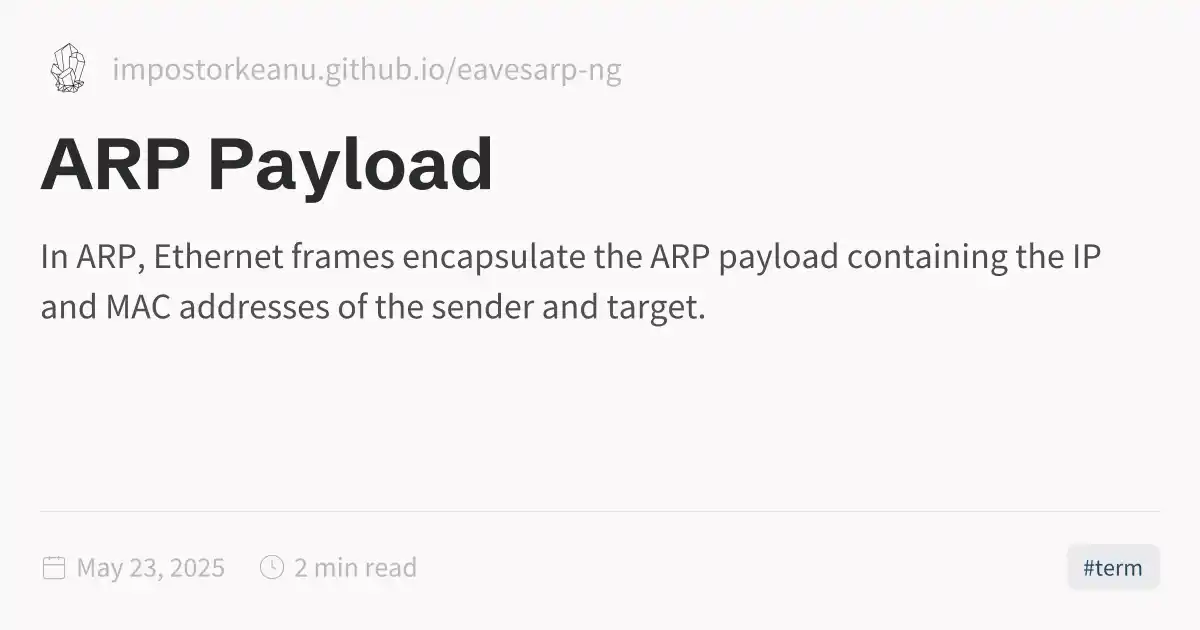 impostorkeanu.github.io/eavesarp-ng
ARP Payload
In ARP, Ethernet frames encapsulate the ARP payload containing the IP
and MAC addresses of the sender and target.
May 23, 2025
2 min read
#term